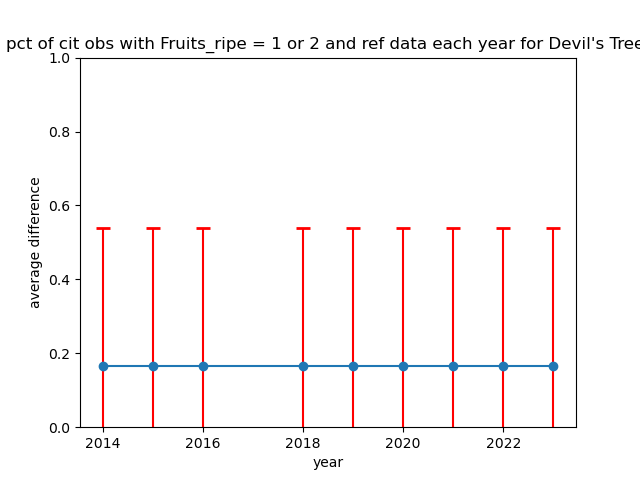 pct of cit obs with Fruits_ripe = 1 or 2 and ref data each year for Devil's Tree
1.0
0.8
0.6
0.4
0.2
0.0
average difference
2014 2016 2018 2020 2022
year